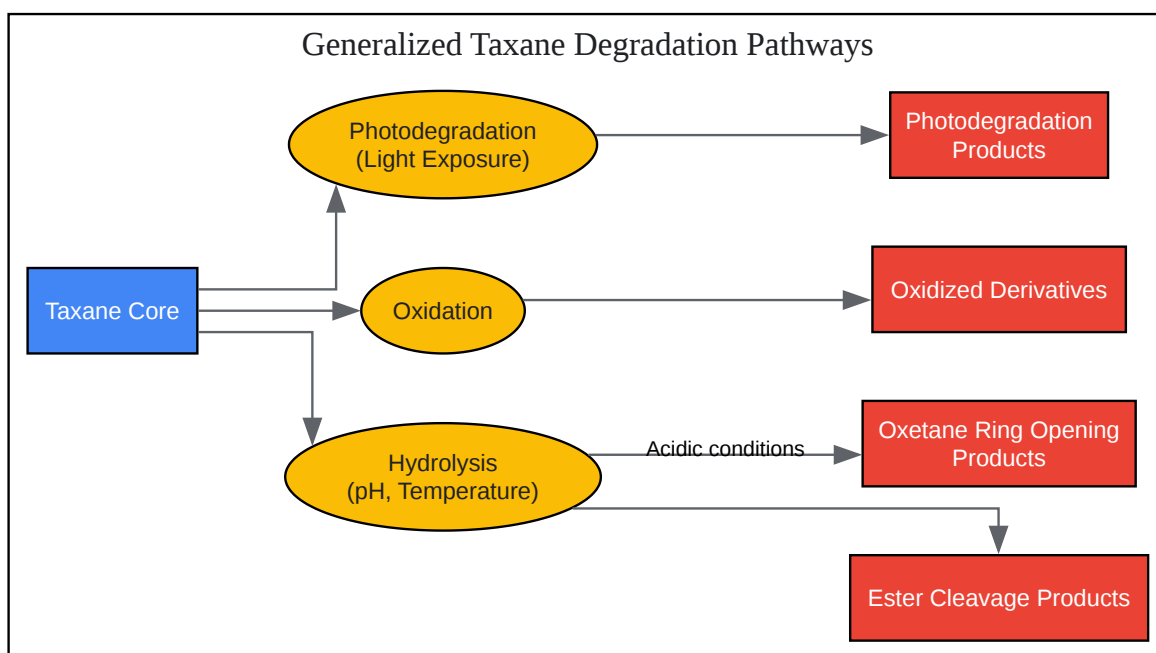 Generalized Taxane Degradation Pathways
Photodegradation
(Light Exposure)
Photodegradation
Products
Taxane Core
Oxidation
Oxidized Derivatives
Hydrolysis
(pH, Temperature)
Acidic conditions
Oxetane Ring Opening
Products
Ester Cleavage Products